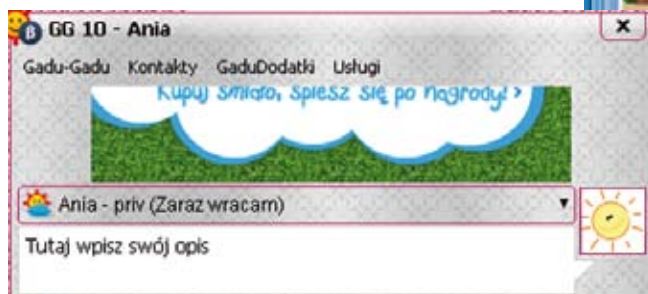 β GG 10 - Ania
x
Gadu-Gadu Kontakty GaduDodatki Usługi
Kupuj śmiało, spiesz się po nagrody! >
Ania - priv (Zaraz wracam)
Tutaj wpisz swój opis